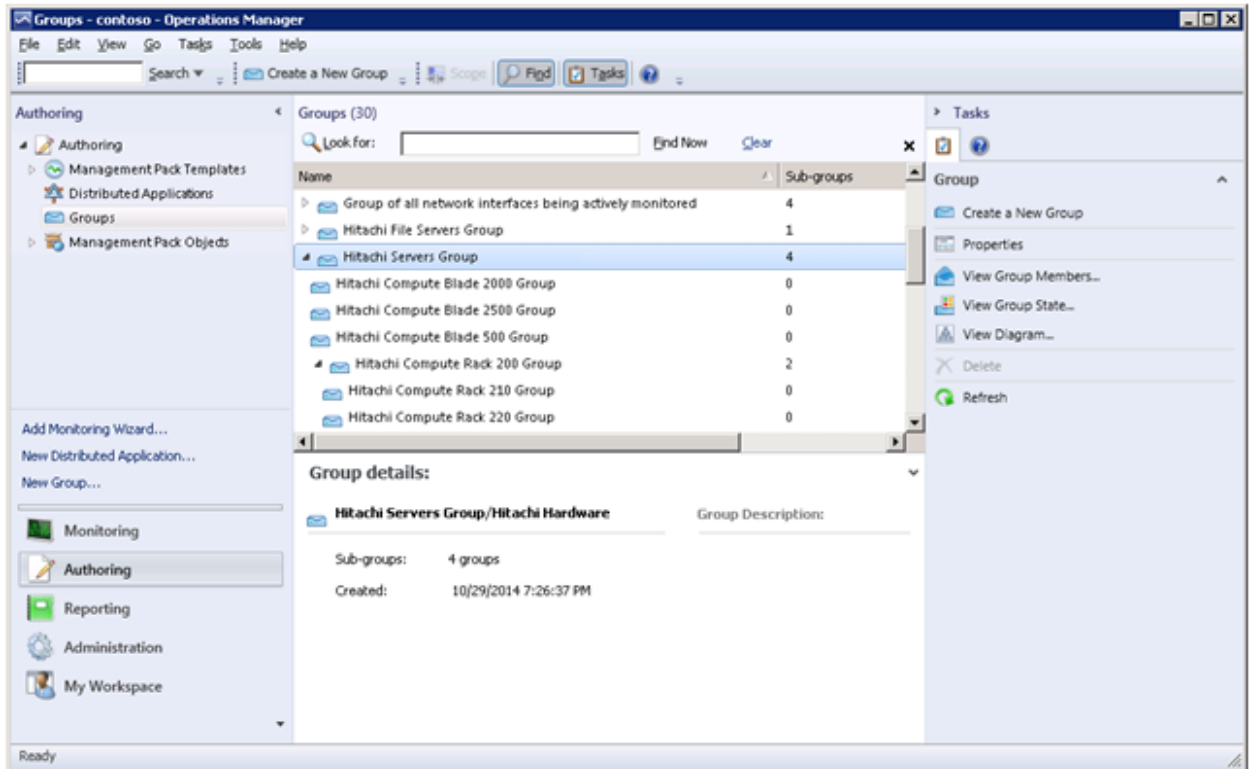 Groups - contoso - Operations Manager
File Edit View Go Tasks Tools Help
Search Create a New Group Scope Find Tasks
Authoring
Authoring
Management Pack Templates
Distributed Applications
Groups
Management Pack Objects
Add Monitoring Wizard...
New Distributed Application...
New Group...
Monitoring
Authoring
Reporting
Administration
My Workspace
Groups (30)
Look for: Find Now Clear
Name Sub-groups
Group of all network interfaces being actively monitored 4
Hitachi File Servers Group 1
Hitachi Servers Group 4
Hitachi Compute Blade 2000 Group 0
Hitachi Compute Blade 2500 Group 0
Hitachi Compute Blade 500 Group 0
Hitachi Compute Rack 200 Group 2
Hitachi Compute Rack 210 Group 0
Hitachi Compute Rack 220 Group 0
Group details:
Hitachi Servers Group/Hitachi Hardware Group Description:
Sub-groups: 4 groups
Created: 10/29/2014 7:26:37 PM
Tasks
Group
Create a New Group
Properties
View Group Members...
View Group State...
View Diagram...
Delete
Refresh
Ready